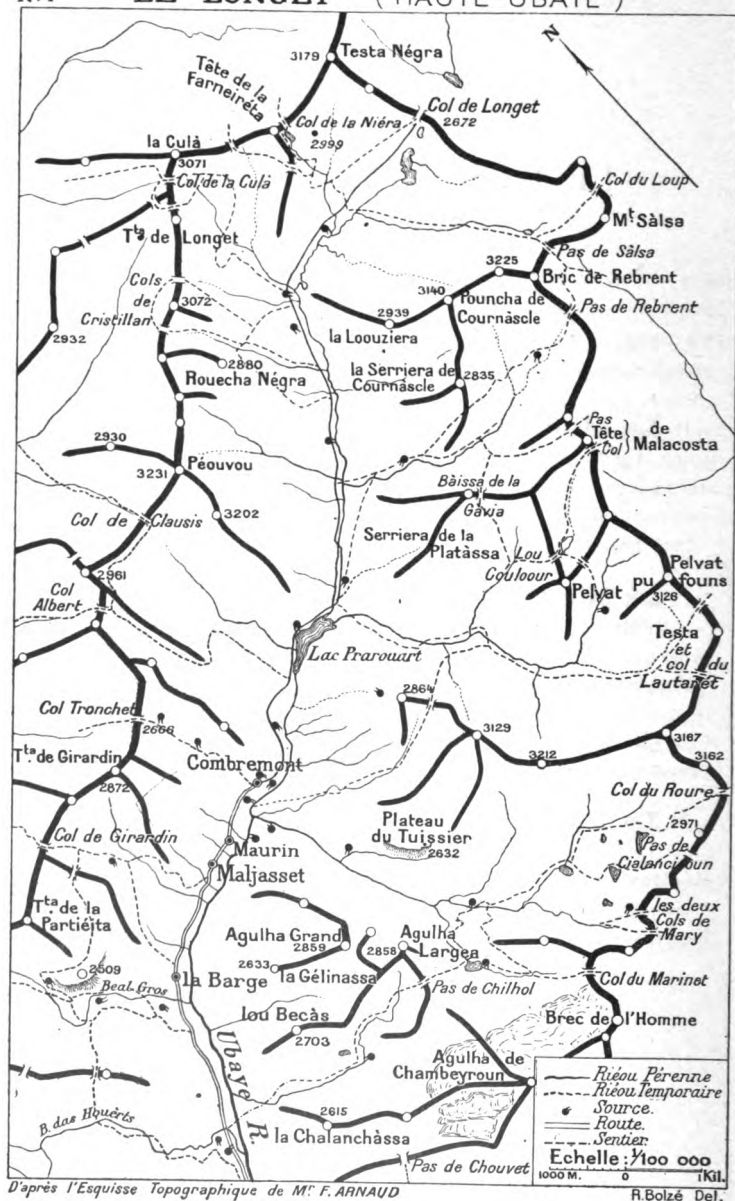 LE LONGET (HAUTE UBAYE)
N
3179
Testa Négra
Tête de la
Farneiréta
Col de Longet
2672
Col de la Niéra
2999
la Culà
3071
Col de la Culà
Col du Loup
Mt. Sàlsa
Tta de Longet
Pas de Sàlsa
3225
Bric de Rebrent
Cols
de
Cristillan
3072
3140
Pouncha de
Cournàscle
Pas de Rebrent
2939
la Loouziera
2932
2880
Rouecha Négra
la Serriera de
Cournàscle
2835
Pas
Tête
Col
de
Malacosta
2930
Péouvou
3231
3202
Bàissa de la
Gàvia
Col de Clausis
Serriera de la
Platàssa
Lou
Couloour
Pelvat
Pelvat
pu founs
3126
2961
Col
Albert
Testa
et
col du
Lautaret
Lac Prarouart
2864
Col Tronchet
2666
3129
3212
3167
3162
Tta. de Girardin
2872
Combremont
Col du Roure
Plateau
du Tuissier
2632
2971
Pas de
Cialancioun
Col de Girardin
Maurin
Maljasset
les deux
Cols de
Mary
Tta de la
Partiéita
Agulha Grand
2859
2633
la Gélinassa
2858
Agulha
Largea
Col du Marinet
2509
Beal Gros
la Barge
Pas de Chilhol
lou Becàs
2703
Brec de l'Homme
Ubaye R.
Agulha de
Chambeyroun
B. das Houerts
2615
la Chalanchàssa
Pas de Chouvet
Riéou Pérenne
Riéou Temporaire
Source.
Route.
Sentier.
Echelle: 1/100 000
1000 M. 0 1 Kil.
D'après l'Esquisse Topographique de Mr F. ARNAUD
R. Bolzé Del.